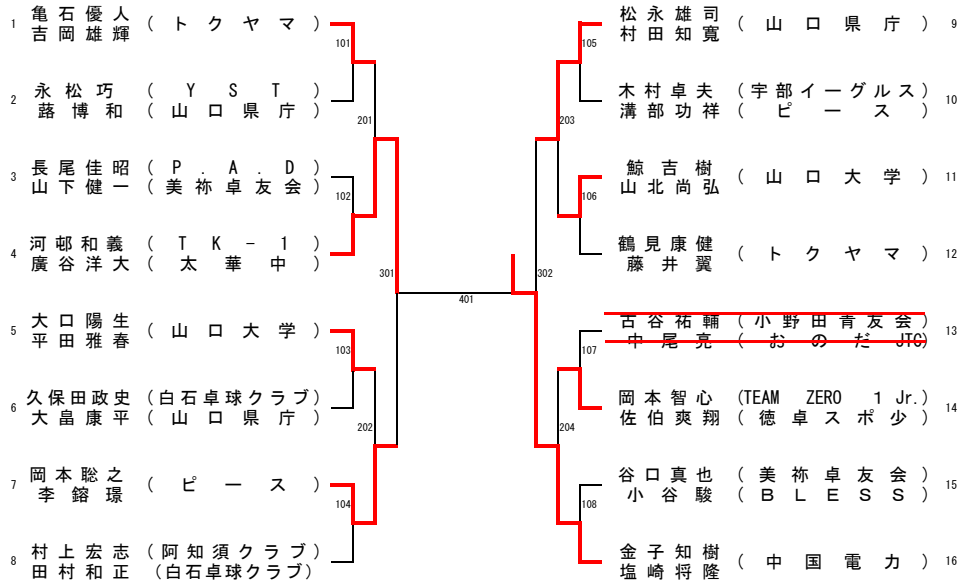 1 亀石優人 (トクヤマ)
吉岡雄輝
101
2 永松巧 (YST)
蕗博和 (山口県庁)
201
3 長尾佳昭 (P.A.D)
山下健一 (美祢卓友会)
102
4 河邨和義 (TK-1)
廣谷洋大 (太華中)
301
5 大口陽生 (山口大学)
平田雅春
103
6 久保田政史 (白石卓球クラブ)
大畠康平 (山口県庁)
202
7 岡本聡之 (ピース)
李鎔璟
104
8 村上宏志 (阿知須クラブ)
田村和正 (白石卓球クラブ)
401
松永雄司 (山口県庁) 9
村田知寛
105
木村卓夫 (宇部イーグルス) 10
溝部功祥 (ピース)
203
鯨吉樹 (山口大学) 11
山北尚弘
106
鶴見康健 (トクヤマ) 12
藤井翼
302
古谷祐輔 (小野田青友会) 13
中尾亮 (おのだJTC)
107
岡本智心 (TEAM ZERO 1 Jr.) 14
佐伯爽翔 (徳卓スポ少)
204
谷口真也 (美祢卓友会) 15
小谷駿 (BLESS)
108
金子知樹 (中国電力) 16
塩崎将隆